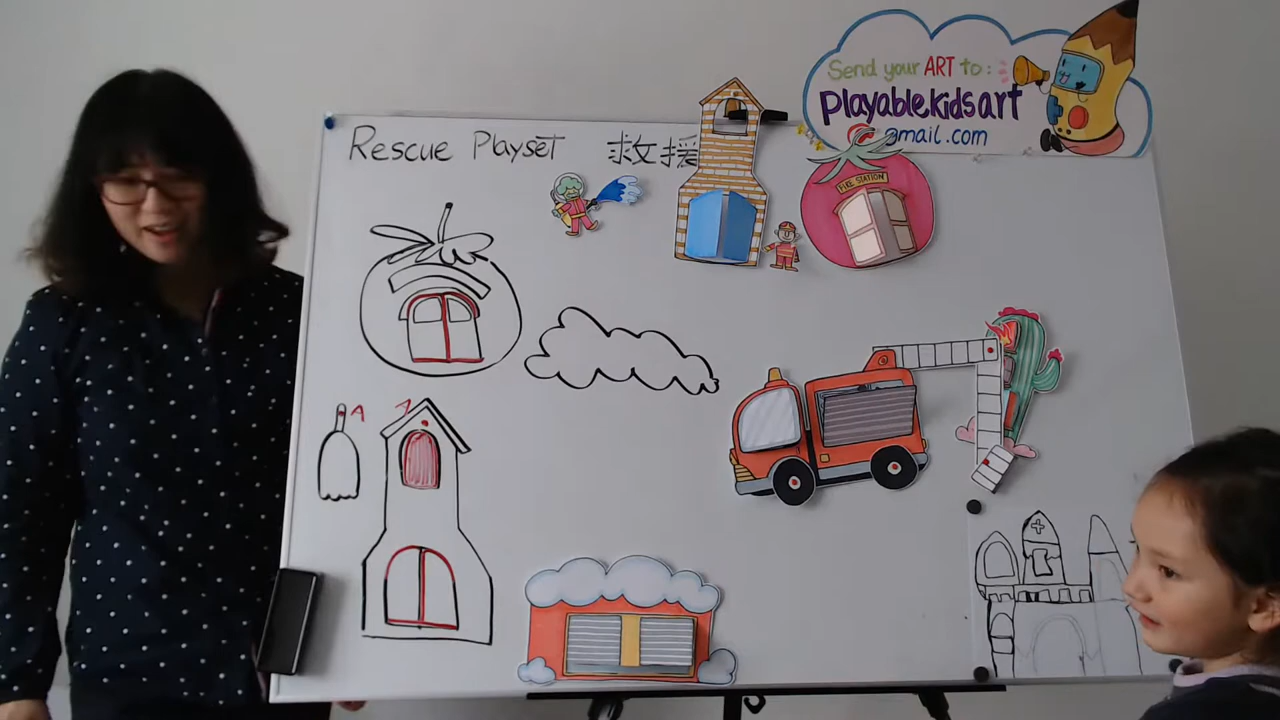 Send your ART to:
Playablekidsart
gmail.com
Rescue Playset 救援
FIRE STATION
A
A